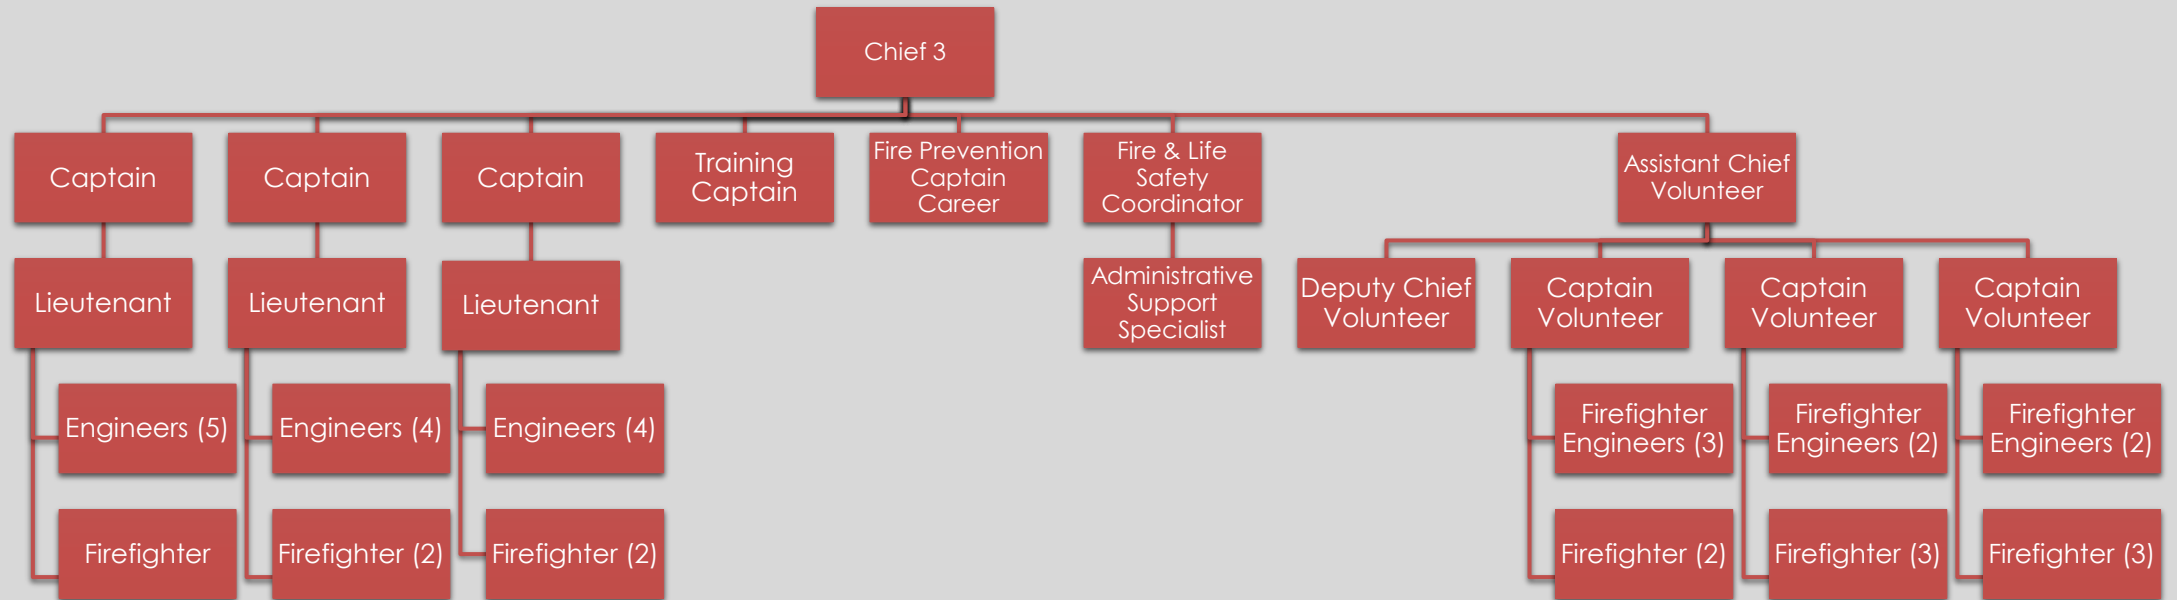 Chief 3
Captain
Captain
Captain
Training
Captain
Fire Prevention
Captain
Career
Fire & Life
Safety
Coordinator
Assistant Chief
Volunteer
Lieutenant
Lieutenant
Lieutenant
Administrative
Support
Specialist
Deputy Chief
Volunteer
Captain
Volunteer
Captain
Volunteer
Captain
Volunteer
Engineers (5)
Engineers (4)
Engineers (4)
Firefighter
Engineers (3)
Firefighter
Engineers (2)
Firefighter
Engineers (2)
Firefighter
Firefighter (2)
Firefighter (2)
Firefighter (2)
Firefighter (3)
Firefighter (3)